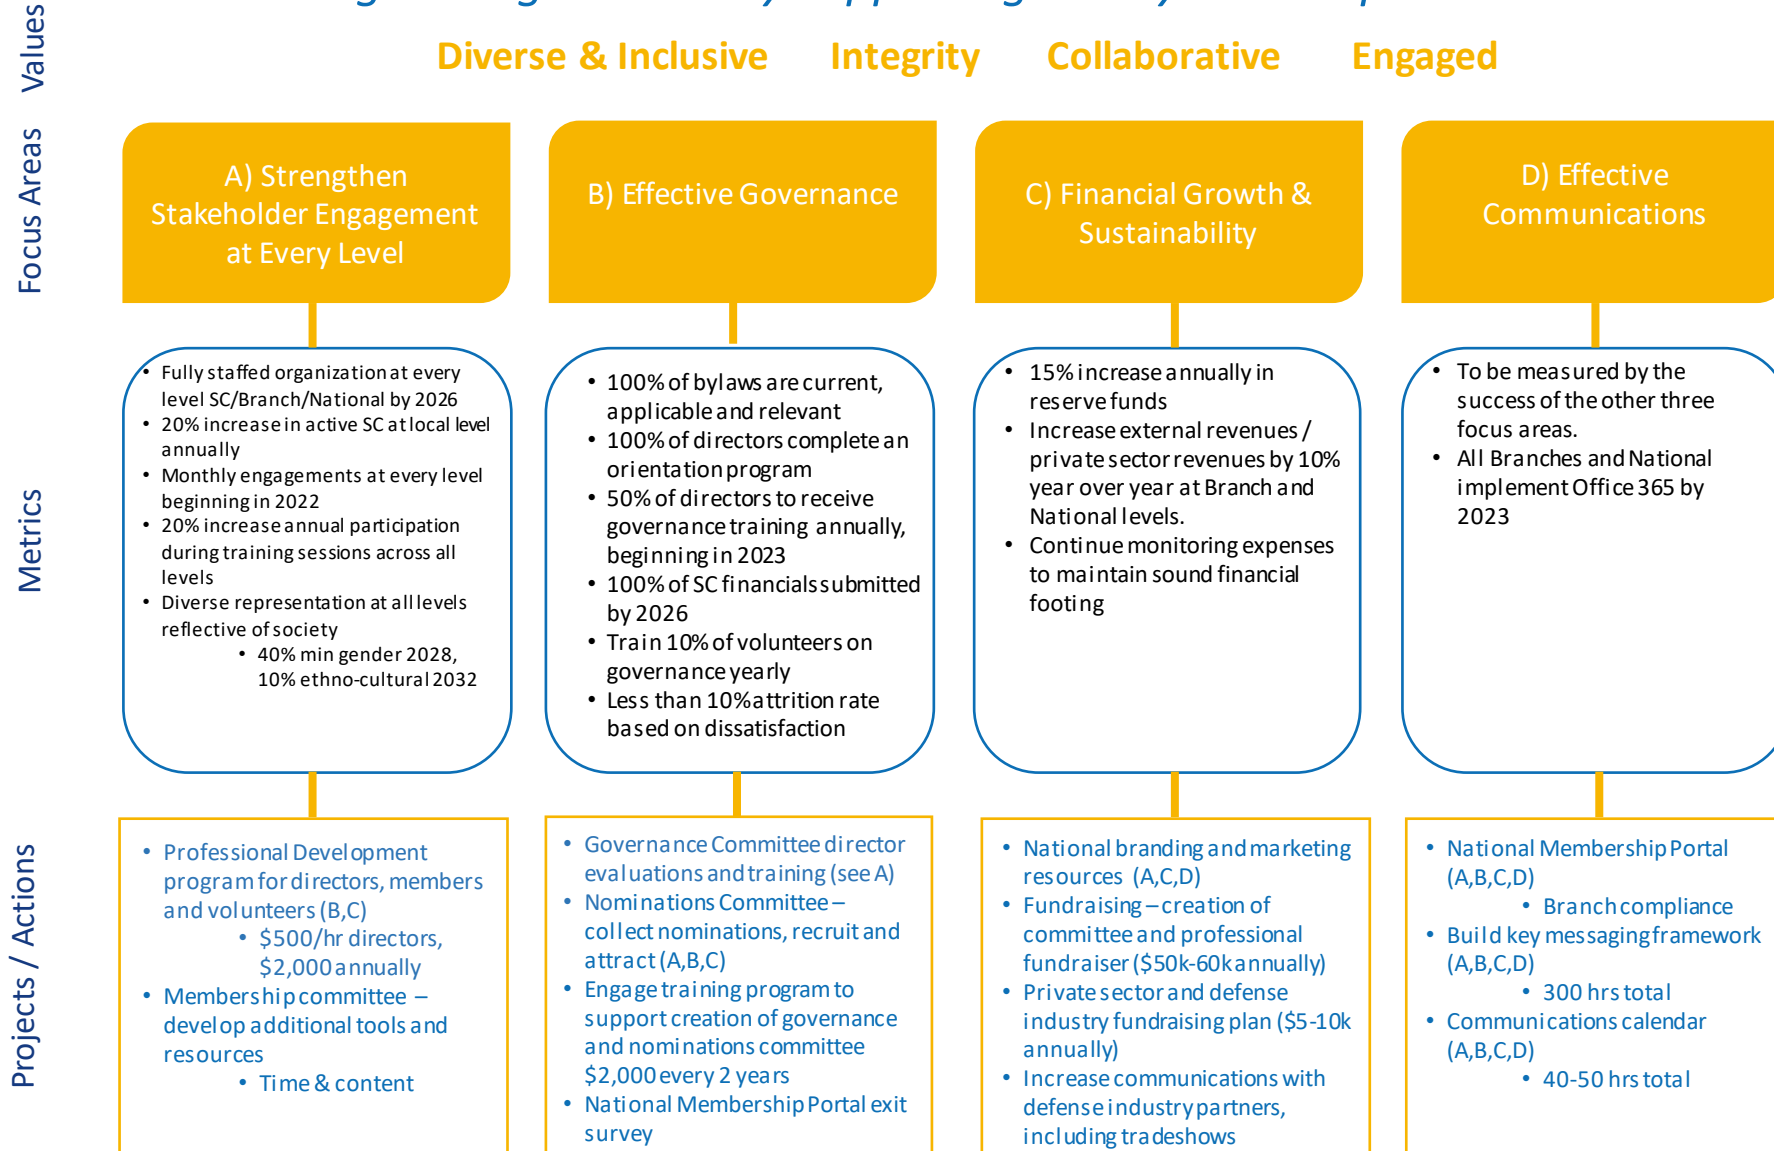 Values
Diverse & Inclusive Integrity Collaborative Engaged
Focus Areas
A) Strengthen
Stakeholder Engagement
at Every Level
B) Effective Governance
C) Financial Growth &
Sustainability
D) Effective
Communications
Metrics
• Fully staffed organization at every
level SC/Branch/National by 2026
• 20% increase in active SC at local level
annually
• Monthly engagements at every level
beginning in 2022
• 20% increase annual participation
during training sessions across all
levels
• Diverse representation at all levels
reflective of society
• 40% min gender 2028,
10% ethno-cultural 2032
• 100% of bylaws are current,
applicable and relevant
• 100% of directors complete an
orientation program
• 50% of directors to receive
governance training annually,
beginning in 2023
• 100% of SC financials submitted
by 2026
• Train 10% of volunteers on
governance yearly
• Less than 10% attrition rate
based on dissatisfaction
• 15% increase annually in
reserve funds
• Increase external revenues /
private sector revenues by 10%
year over year at Branch and
National levels.
• Continue monitoring expenses
to maintain sound financial
footing
• To be measured by the
success of the other three
focus areas.
• All Branches and National
implement Office 365 by
2023
Projects / Actions
• Professional Development
program for directors, members
and volunteers (B,C)
• $500/hr directors,
$2,000 annually
• Membership committee –
develop additional tools and
resources
• Time & content
• Governance Committee director
evaluations and training (see A)
• Nominations Committee –
collect nominations, recruit and
attract (A,B,C)
• Engage training program to
support creation of governance
and nominations committee
$2,000 every 2 years
• National Membership Portal exit
survey
• National branding and marketing
resources (A,C,D)
• Fundraising – creation of
committee and professional
fundraiser ($50k-60k annually)
• Private sector and defense
industry fundraising plan ($5-10k
annually)
• Increase communications with
defense industry partners,
including tradeshows
• National Membership Portal
(A,B,C,D)
• Branch compliance
• Build key messaging framework
(A,B,C,D)
• 300 hrs total
• Communications calendar
(A,B,C,D)
• 40-50 hrs total